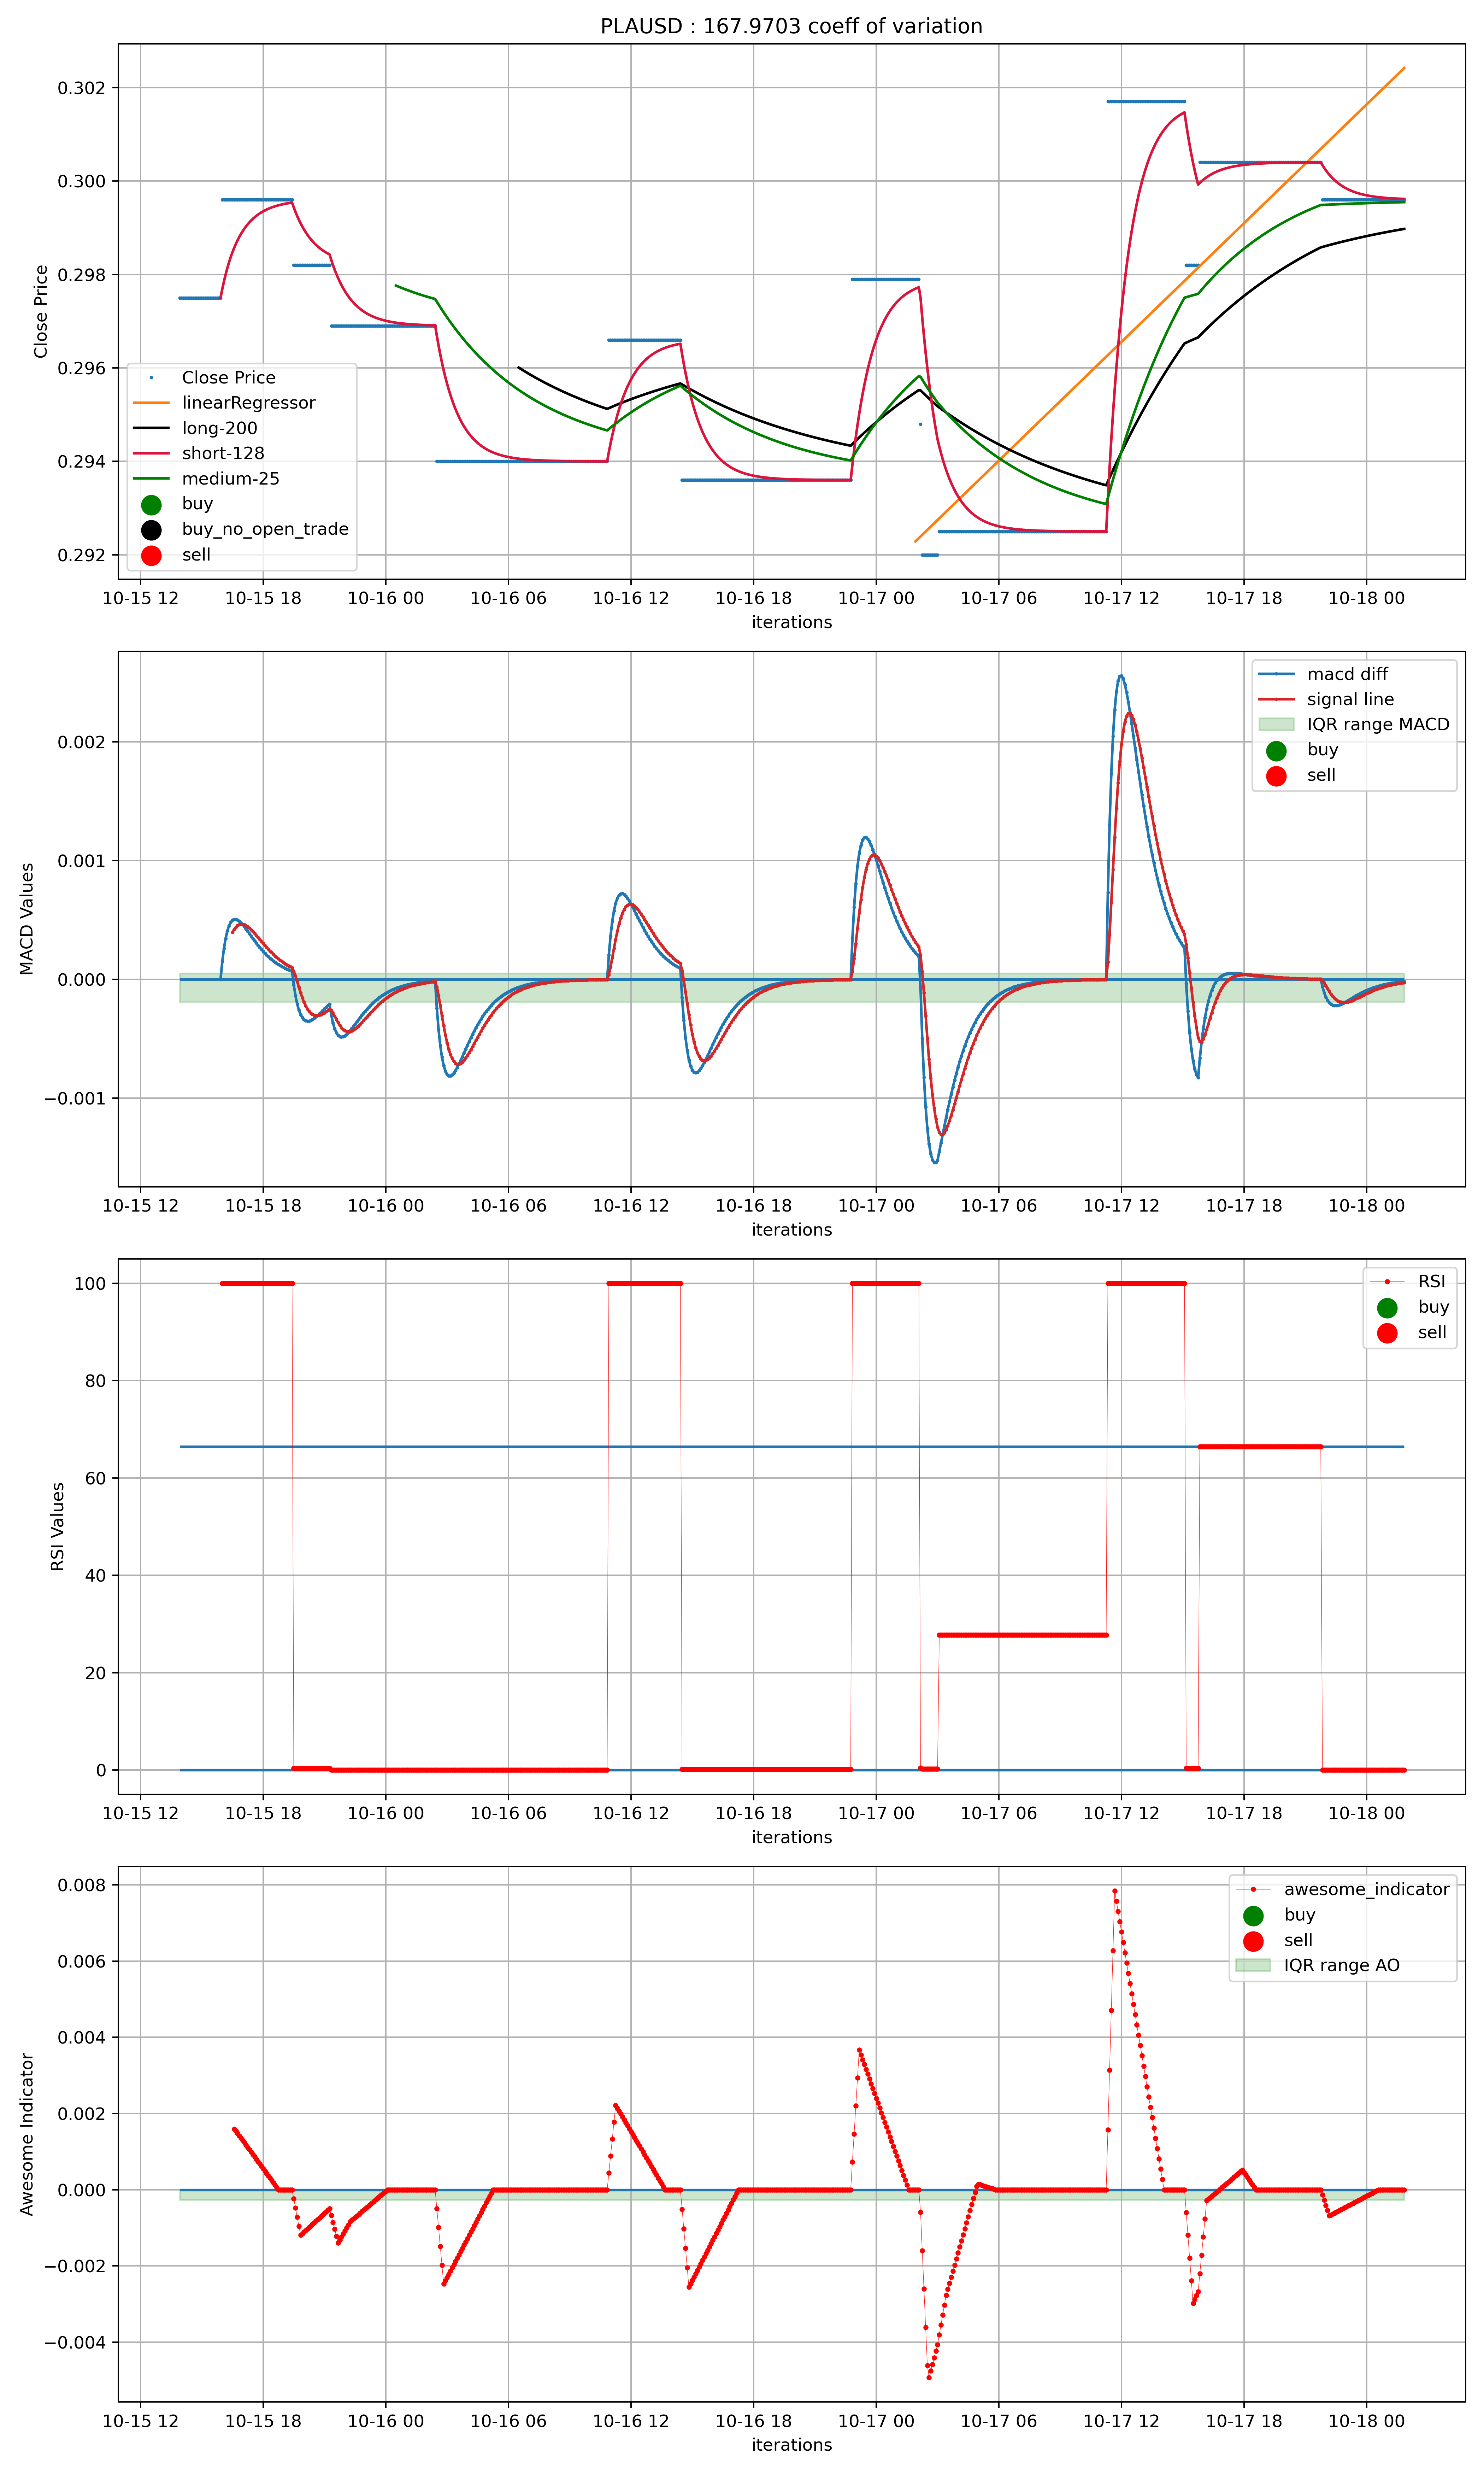 PLAUSD : 167.9703 coeff of variation
0.302
0.300
0.298
0.296
0.294
0.292
Close Price
Close Price
linearRegressor
long-200
short-128
medium-25
buy
buy_no_open_trade
sell
10-15 12 10-15 18 10-16 00 10-16 06 10-16 12 10-16 18 10-17 00 10-17 06 10-17 12 10-17 18 10-18 00
iterations
0.002
0.001
0.000
−0.001
MACD Values
macd diff
signal line
IQR range MACD
buy
sell
10-15 12 10-15 18 10-16 00 10-16 06 10-16 12 10-16 18 10-17 00 10-17 06 10-17 12 10-17 18 10-18 00
iterations
100
80
60
40
20
0
RSI Values
RSI
buy
sell
10-15 12 10-15 18 10-16 00 10-16 06 10-16 12 10-16 18 10-17 00 10-17 06 10-17 12 10-17 18 10-18 00
iterations
0.008
0.006
0.004
0.002
0.000
−0.002
−0.004
Awesome Indicator
awesome_indicator
buy
sell
IQR range AO
10-15 12 10-15 18 10-16 00 10-16 06 10-16 12 10-16 18 10-17 00 10-17 06 10-17 12 10-17 18 10-18 00
iterations